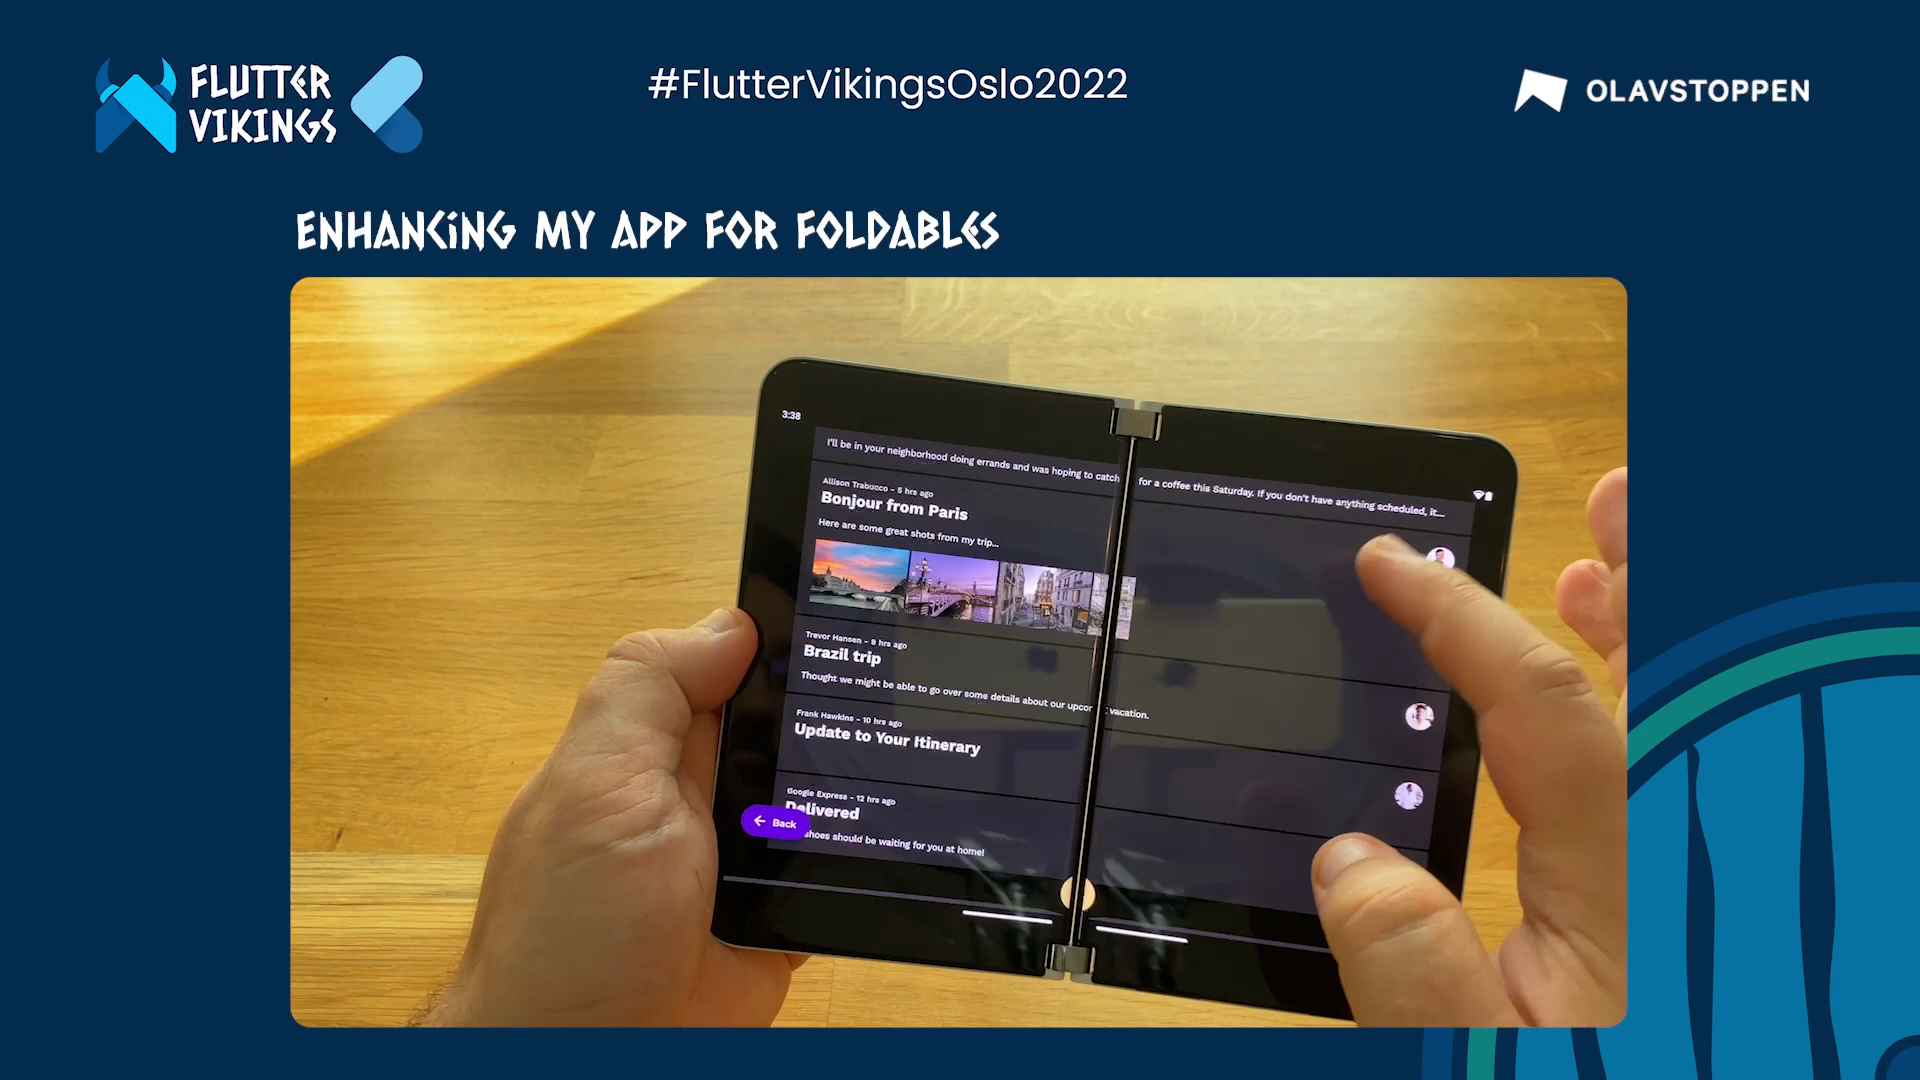 FLUTTER
VIKINGS
#FlutterVikingsOslo2022
OLAVSTOPPEN
ENHANCING MY APP FOR FOLDABLES
3:38
I'll be in your neighborhood doing errands and was hoping to catch for a coffee this Saturday. If you don't have anything scheduled, it...
Allison Trabucco - 5 hrs ago
Bonjour from Paris
Here are some great shots from my trip...
Trevor Hansen - 9 hrs ago
Brazil trip
Thought we might be able to go over some details about our upcom vacation.
Frank Hawkins - 10 hrs ago
Update to Your Itinerary
Google Express - 12 hrs ago
Delivered
Back
shoes should be waiting for you at home!